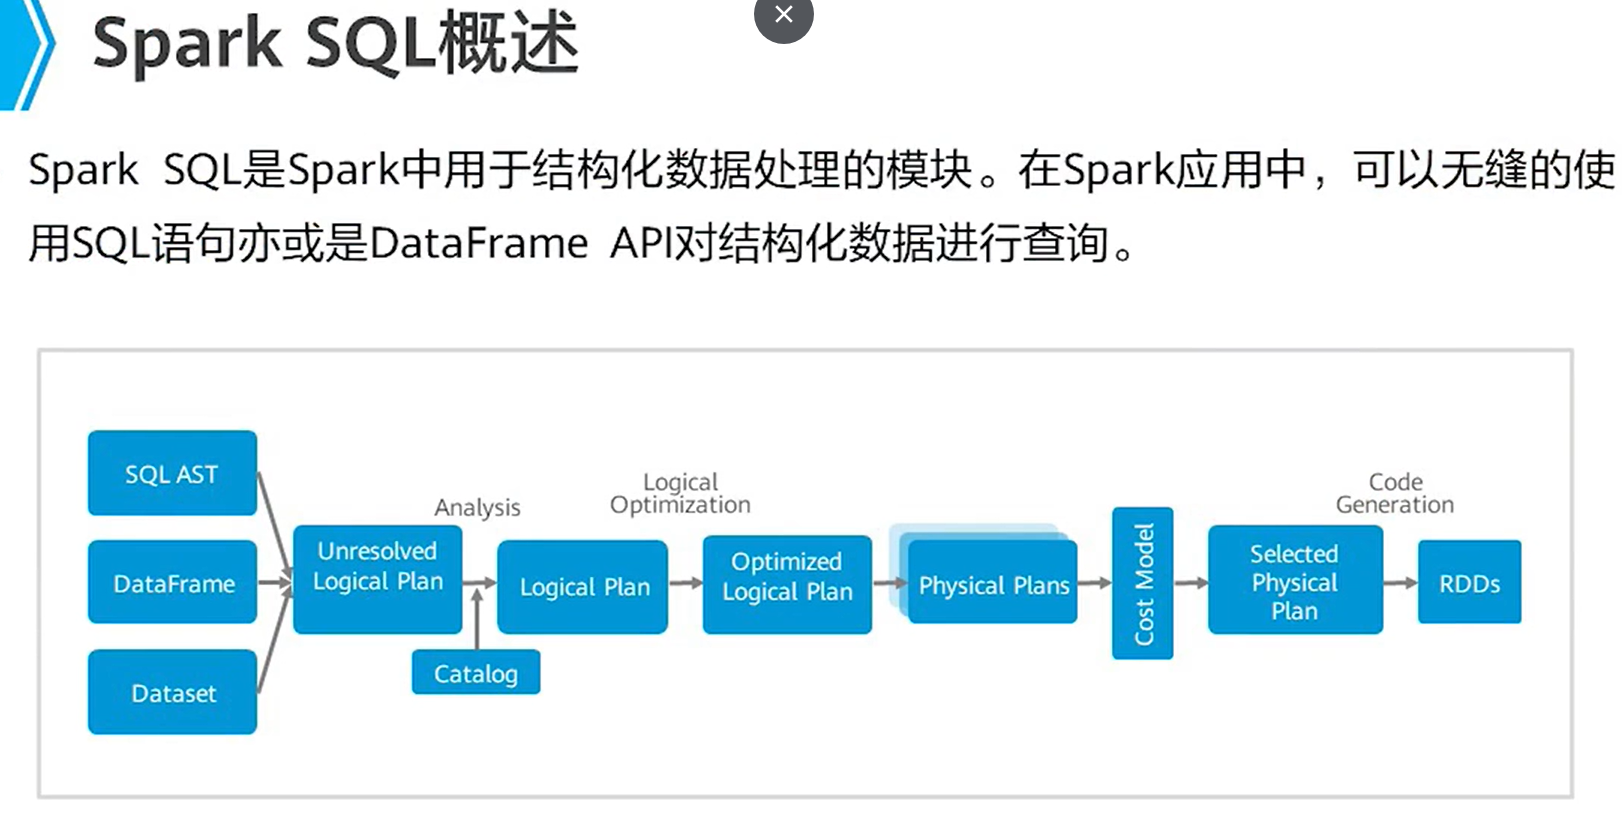 Spark SQL概述
Spark SQL是Spark中用于结构化数据处理的模块。在Spark应用中，可以无缝的使
用SQL语句亦或是DataFrame API对结构化数据进行查询。
SQL AST
DataFrame
Dataset
Unresolved
Logical Plan
Analysis
Catalog
Logical Plan
Logical
Optimization
Optimized
Logical Plan
Physical Plans
Cost Model
Selected
Physical
Plan
Code
Generation
RDDs